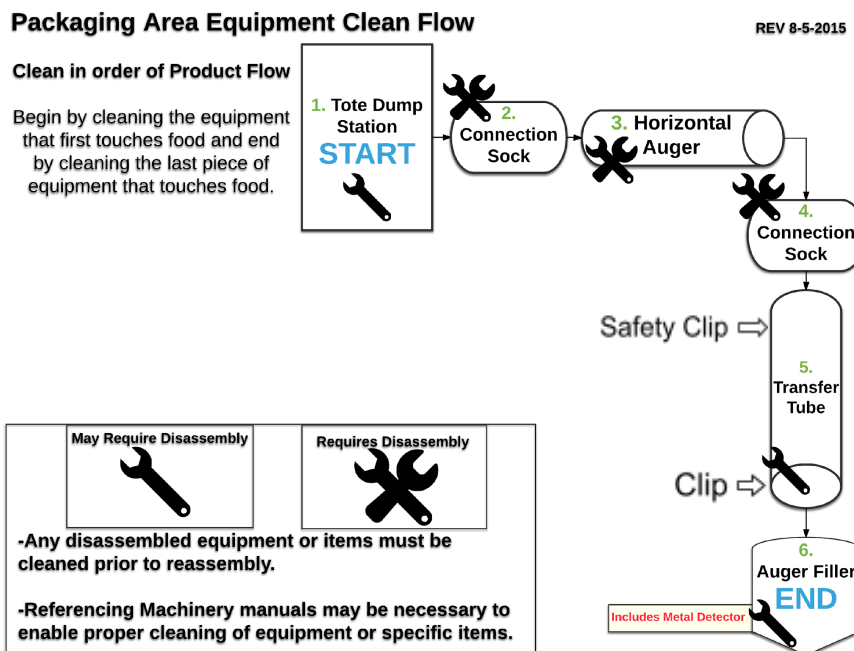 Packaging Area Equipment Clean Flow
REV 8-5-2015
Clean in order of Product Flow
Begin by cleaning the equipment
that first touches food and end
by cleaning the last piece of
equipment that touches food.
1. Tote Dump
Station
START
2.
Connection
Sock
3. Horizontal
Auger
4.
Connection
Sock
Safety Clip
5.
Transfer
Tube
Clip
6.
Auger Filler
END
Includes Metal Detector
May Require Disassembly
Requires Disassembly
-Any disassembled equipment or items must be
cleaned prior to reassembly.
-Referencing Machinery manuals may be necessary to
enable proper cleaning of equipment or specific items.